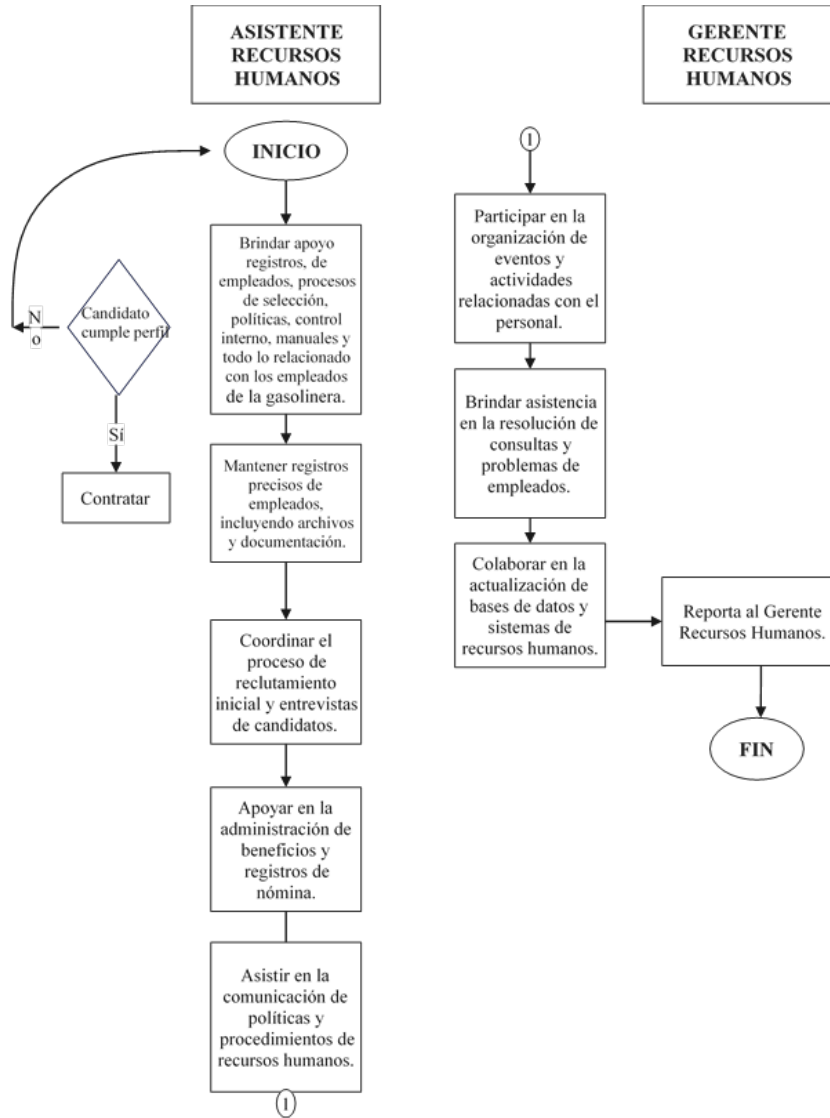 ASISTENTE
RECURSOS
HUMANOS
GERENTE
RECURSOS
HUMANOS
INICIO
Brindar apoyo
registros, de
empleados, procesos
de selección,
políticas, control
interno, manuales y
todo lo relacionado
con los empleados
de la gasolinera.
Candidato
cumple perfil
N
o
Sí
Contratar
Mantener registros
precisos de
empleados,
incluyendo archivos
y documentación.
Coordinar el
proceso de
reclutamiento
inicial y entrevistas
de candidatos.
Apoyar en la
administración de
beneficios y
registros de
nómina.
Asistir en la
comunicación de
políticas y
procedimientos de
recursos humanos.
1
1
Participar en la
organización de
eventos y
actividades
relacionadas con el
personal.
Brindar asistencia
en la resolución de
consultas y
problemas de
empleados.
Colaborar en la
actualización de
bases de datos y
sistemas de
recursos humanos.
Reporta al Gerente
Recursos Humanos.
FIN